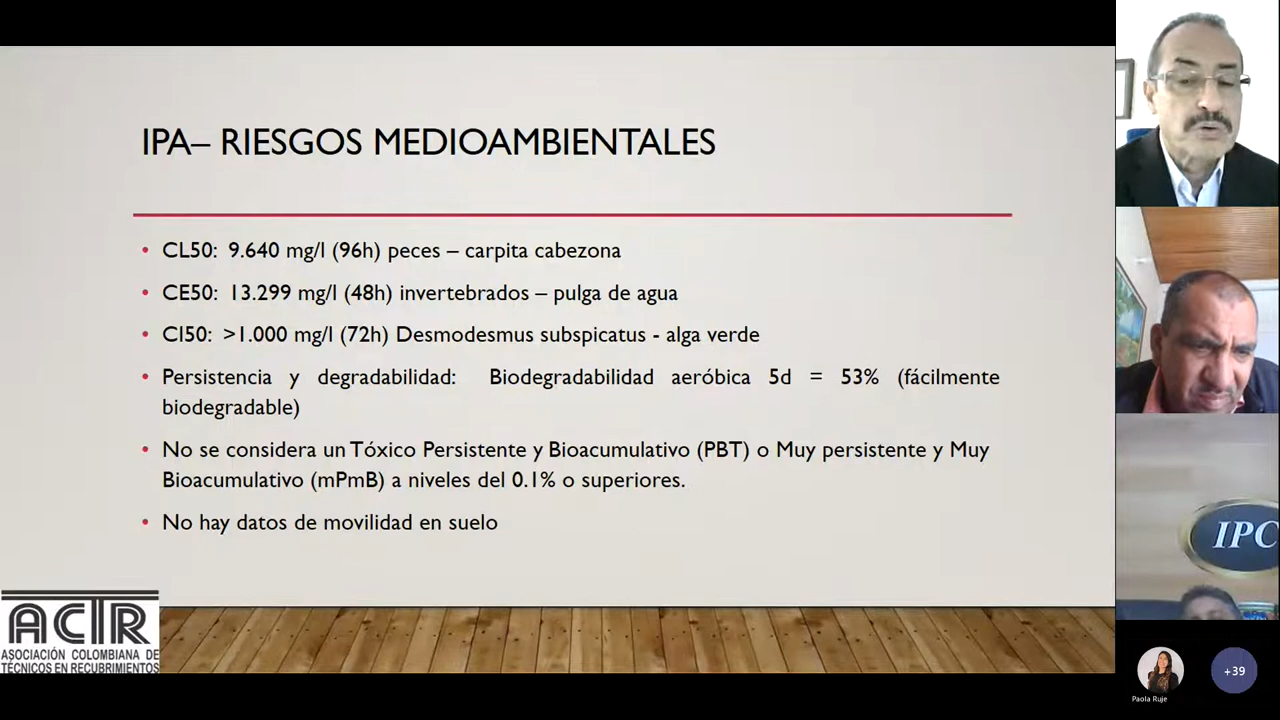 IPA– RIESGOS MEDIOAMBIENTALES
• CL50: 9.640 mg/l (96h) peces – carpita cabezona
• CE50: 13.299 mg/l (48h) invertebrados – pulga de agua
• CI50: >1.000 mg/l (72h) Desmodesmus subspicatus - alga verde
• Persistencia y degradabilidad: Biodegradabilidad aeróbica 5d = 53% (fácilmente
biodegradable)
• No se considera un Tóxico Persistente y Bioacumulativo (PBT) o Muy persistente y Muy
Bioacumulativo (mPmB) a niveles del 0.1% o superiores.
• No hay datos de movilidad en suelo
ACTR
ASOCIACIÓN COLOMBIANA DE
TÉCNICOS EN RECUBRIMIENTOS
IPC
Paola Ruje
+39